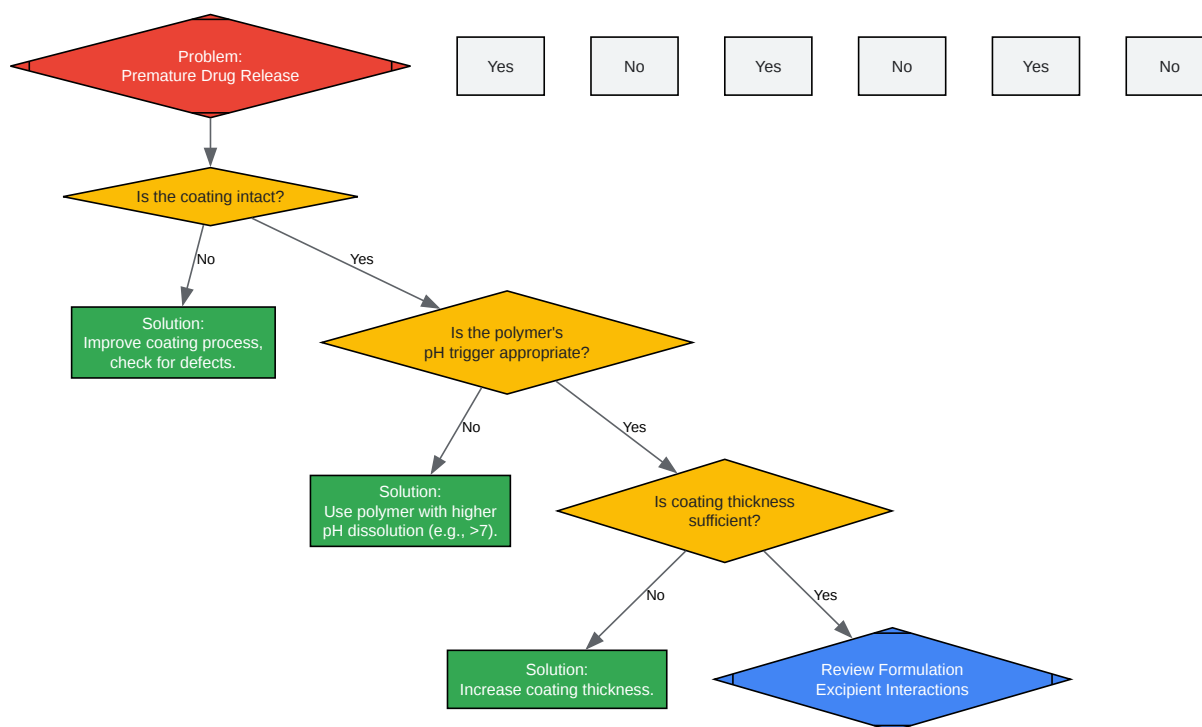 Problem:
Premature Drug Release
Yes
No
Yes
No
Yes
No
Is the coating intact?
No
Yes
Solution:
Improve coating process,
check for defects.
Is the polymer's
pH trigger appropriate?
No
Yes
Solution:
Use polymer with higher
pH dissolution (e.g., >7).
Is coating thickness
sufficient?
No
Yes
Solution:
Increase coating thickness.
Review Formulation
Excipient Interactions